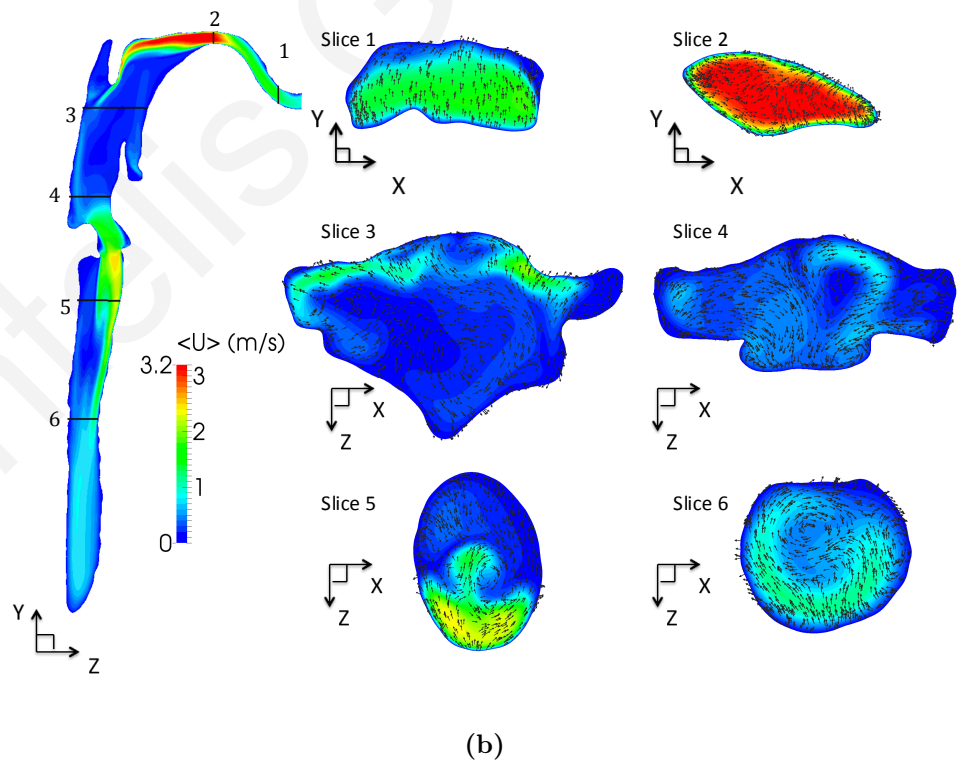 2
1
3
4
5
6
<U> (m/s)
3.2
3
2
1
0
Y
Z
Slice 1
Y
X
Slice 2
Y
X
Slice 3
X
Z
Slice 4
X
Z
Slice 5
X
Z
Slice 6
X
Z
(b)